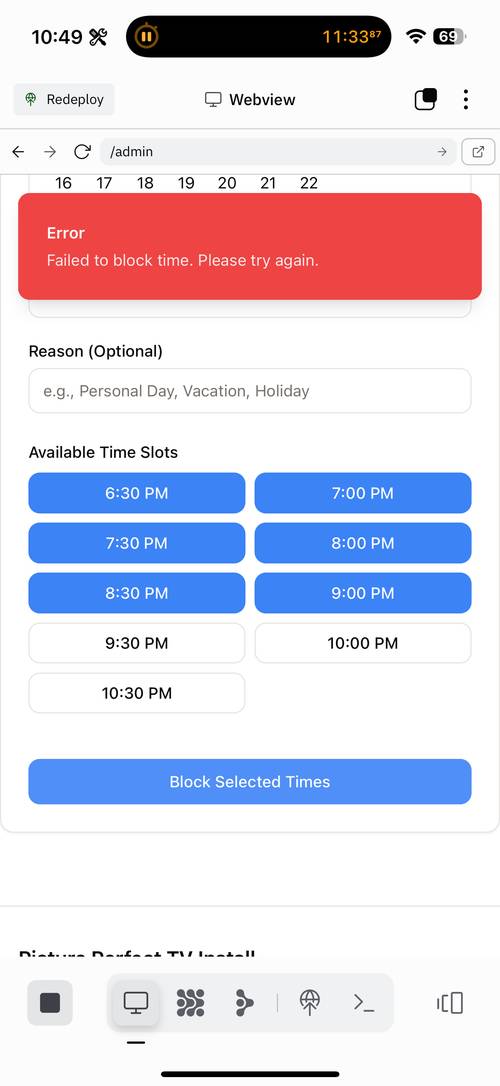 10:49
11:33⁸⁷
69
Redeploy
Webview
/admin
16 17 18 19 20 21 22
Error
Failed to block time. Please try again.
Reason (Optional)
e.g., Personal Day, Vacation, Holiday
Available Time Slots
6:30 PM 7:00 PM
7:30 PM 8:00 PM
8:30 PM 9:00 PM
9:30 PM 10:00 PM
10:30 PM
Block Selected Times
Picture Perfect TV Install